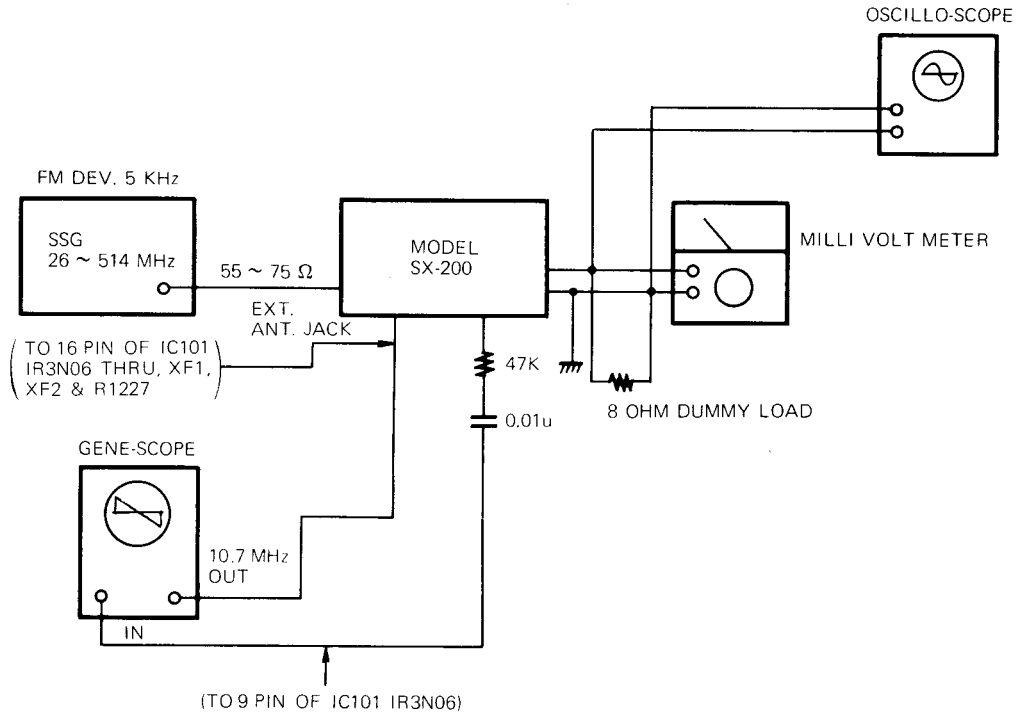 OSCILLO-SCOPE
FM DEV. 5 KHz
SSG
26 ~ 514 MHz
55 ~ 75 Ω
EXT.
ANT. JACK
MODEL
SX-200
MILLI VOLT METER
(TO 16 PIN OF IC101
IR3N06 THRU, XF1,
XF2 & R1227)
47K
0,01u
8 OHM DUMMY LOAD
GENE-SCOPE
10.7 MHz
OUT
IN
(TO 9 PIN OF IC101 IR3N06)